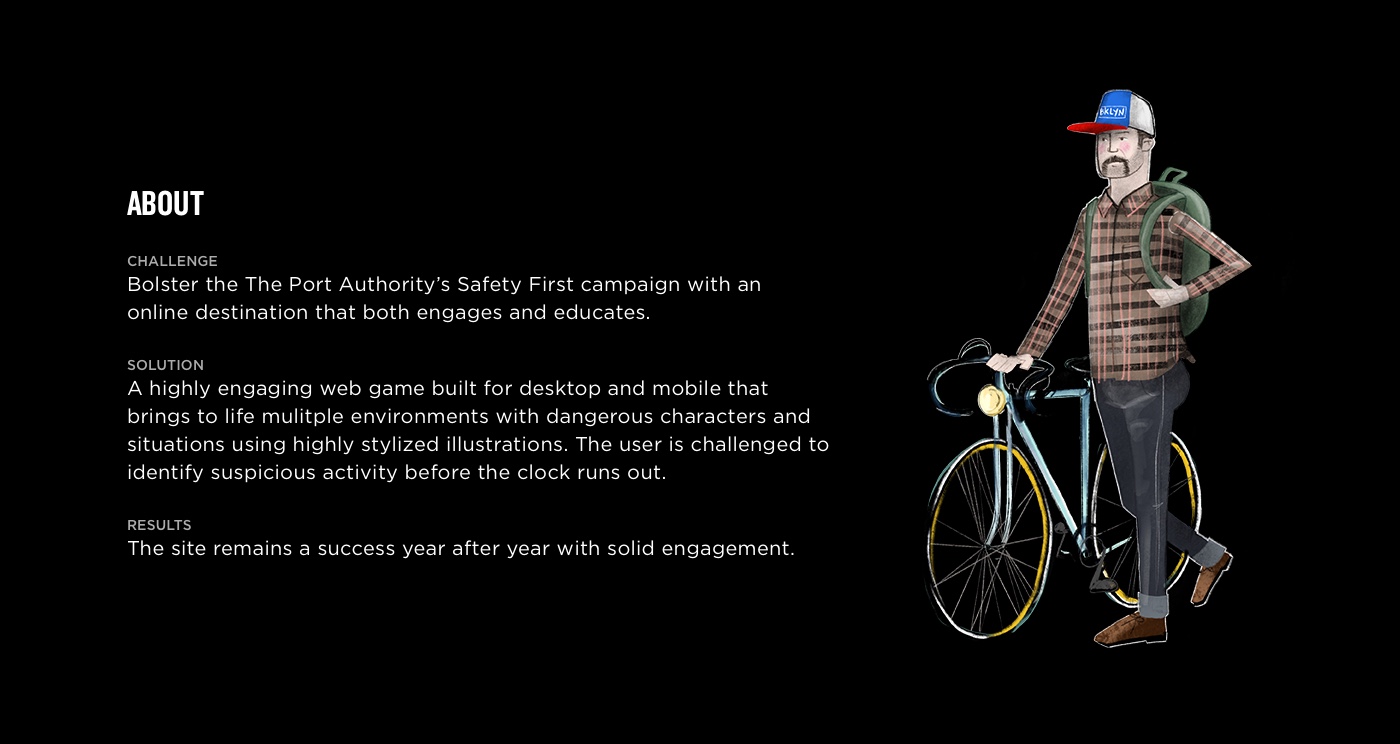 ABOUT
CHALLENGE
Bolster the The Port Authority’s Safety First campaign with an
online destination that both engages and educates.
SOLUTION
A highly engaging web game built for desktop and mobile that
brings to life mulitple environments with dangerous characters and
situations using highly stylized illustrations. The user is challenged to
identify suspicious activity before the clock runs out.
RESULTS
The site remains a success year after year with solid engagement.
KLYN